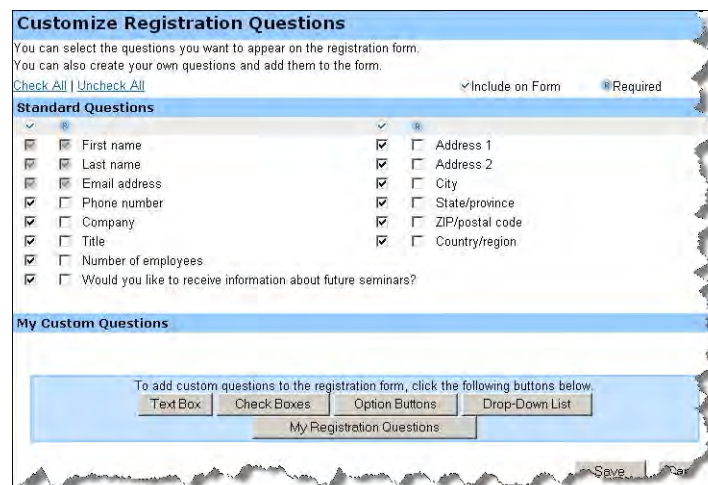 Customize Registration Questions
You can select the questions you want to appear on the registration form.
You can also create your own questions and add them to the form.
Check All | Uncheck All
Include on Form
R Required
Standard Questions
R
R
First name
Address 1
Last name
Address 2
Email address
City
Phone number
State/province
Company
ZIP/postal code
Title
Country/region
Number of employees
Would you like to receive information about future seminars?
My Custom Questions
To add custom questions to the registration form, click the following buttons below.
Text Box
Check Boxes
Option Buttons
Drop-Down List
My Registration Questions
Save